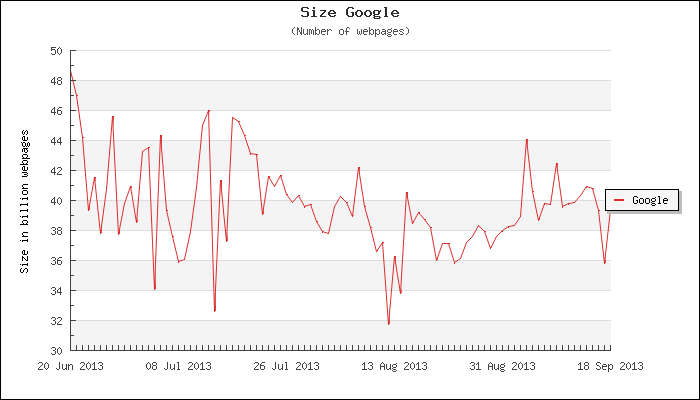 Size Google
(Number of webpages)
50
48
46
44
42
40
38
36
34
32
30
Size in billion webpages
Google
20 Jun 2013 08 Jul 2013 26 Jul 2013 13 Aug 2013 31 Aug 2013 18 Sep 2013